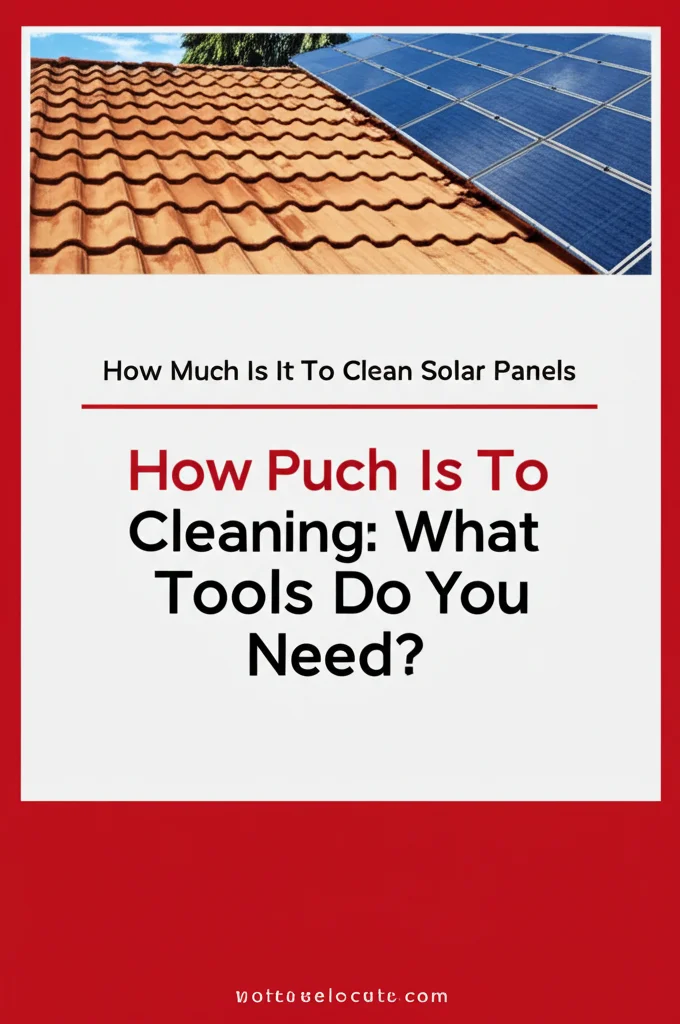 How Much Is It To Clean Solar Panels
How Puch Is To
Cleaning: What
Tools Do You
Need?